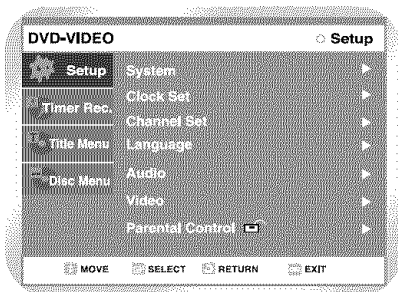 DVD-VIDEO Setup
Setup System
Clock Set
Timer Rec.
Channel Set
Title Menu Language
Disc Menu Audio
Video
Parental Control
MOVE SELECT RETURN EXIT